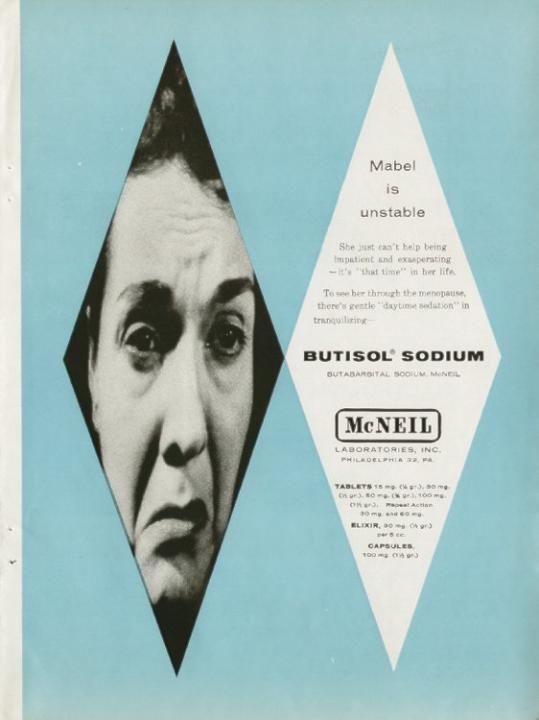 Mabel
is
unstable
She just can't help being
impatient and exasperating
—it's "that time" in her life.
To see her through the menopause,
there's gentle "daytime sedation" in
tranquilizing—
BUTISOL® SODIUM
BUTABARBITAL SODIUM, McNEIL
McNEIL
LABORATORIES, INC.
PHILADELPHIA 32, PA.
TABLETS 15 mg. (¼ gr.), 30 mg.
(½ gr.), 50 mg. (¾ gr.), 100 mg.
(1½ gr.). Repeat Action
30 mg. and 60 mg.
ELIXIR, 30 mg. (½ gr.)
per 5 cc.
CAPSULES,
100 mg. (1½ gr.)